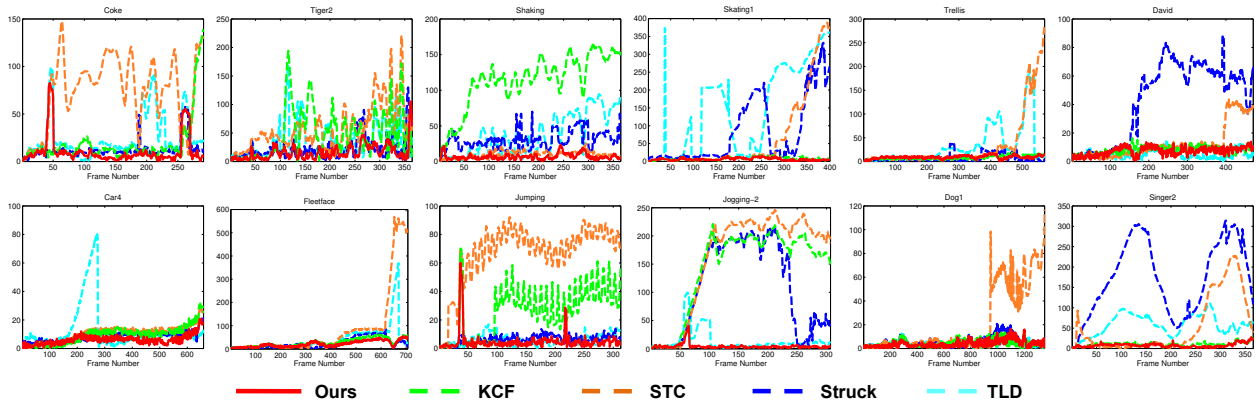 Coke Tiger2 Shaking Skating1 Trellis David
150 250 200 400 300 100
100 200 150 300 250 80
50 150 100 200 200 60
0 100 50 100 150 40
50 0 0 100 20
0 50 0
0
50 100 150 200 250 50 100 150 200 250 300 350 50 100 150 200 250 300 350 50 100 150 200 250 300 350 400 100 200 300 400 500 100 200 300 400
Frame Number Frame Number Frame Number Frame Number Frame Number Frame Number
Car4 Fleetface Jumping Jogging-2 Dog1 Singer2
100 600 100 250 120 350
80 500 80 200 100 300
60 400 60 150 80 250
40 300 40 100 60 200
20 200 20 50 40 150
0 100 0 0 20 100
0 0 50
0
100 200 300 400 500 600 100 200 300 400 500 600 700 50 100 150 200 250 300 50 100 150 200 250 300 200 400 600 800 1000 1200 50 100 150 200 250 300 350
Frame Number Frame Number Frame Number Frame Number Frame Number Frame Number
Ours KCF STC Struck TLD